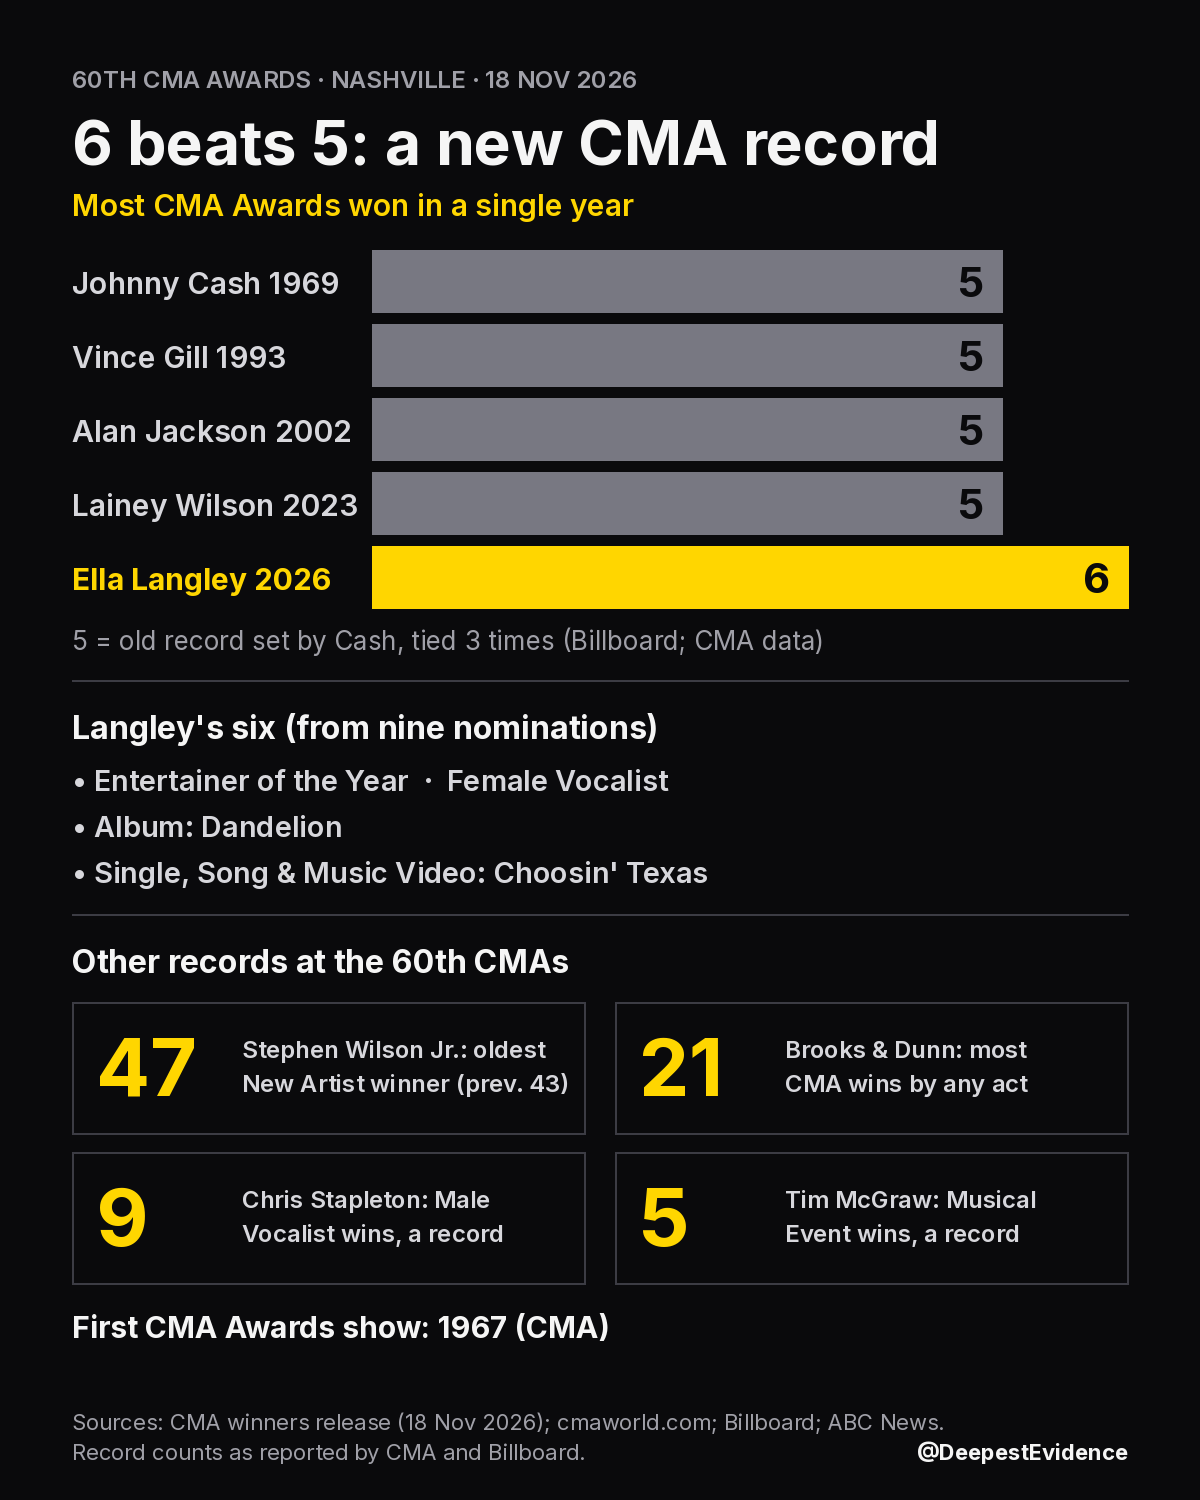 60TH CMA AWARDS · NASHVILLE · 18 NOV 2026
6 beats 5: a new CMA record
Most CMA Awards won in a single year
Johnny Cash 1969 5
Vince Gill 1993 5
Alan Jackson 2002 5
Lainey Wilson 2023 5
Ella Langley 2026 6
5 = old record set by Cash, tied 3 times (Billboard; CMA data)
Langley's six (from nine nominations)
• Entertainer of the Year · Female Vocalist
• Album: Dandelion
• Single, Song & Music Video: Choosin' Texas
Other records at the 60th CMAs
47
Stephen Wilson Jr.: oldest
New Artist winner (prev. 43)
21
Brooks & Dunn: most
CMA wins by any act
9
Chris Stapleton: Male
Vocalist wins, a record
5
Tim McGraw: Musical
Event wins, a record
First CMA Awards show: 1967 (CMA)
Sources: CMA winners release (18 Nov 2026); cmaworld.com; Billboard; ABC News.
Record counts as reported by CMA and Billboard.
@DeepestEvidence